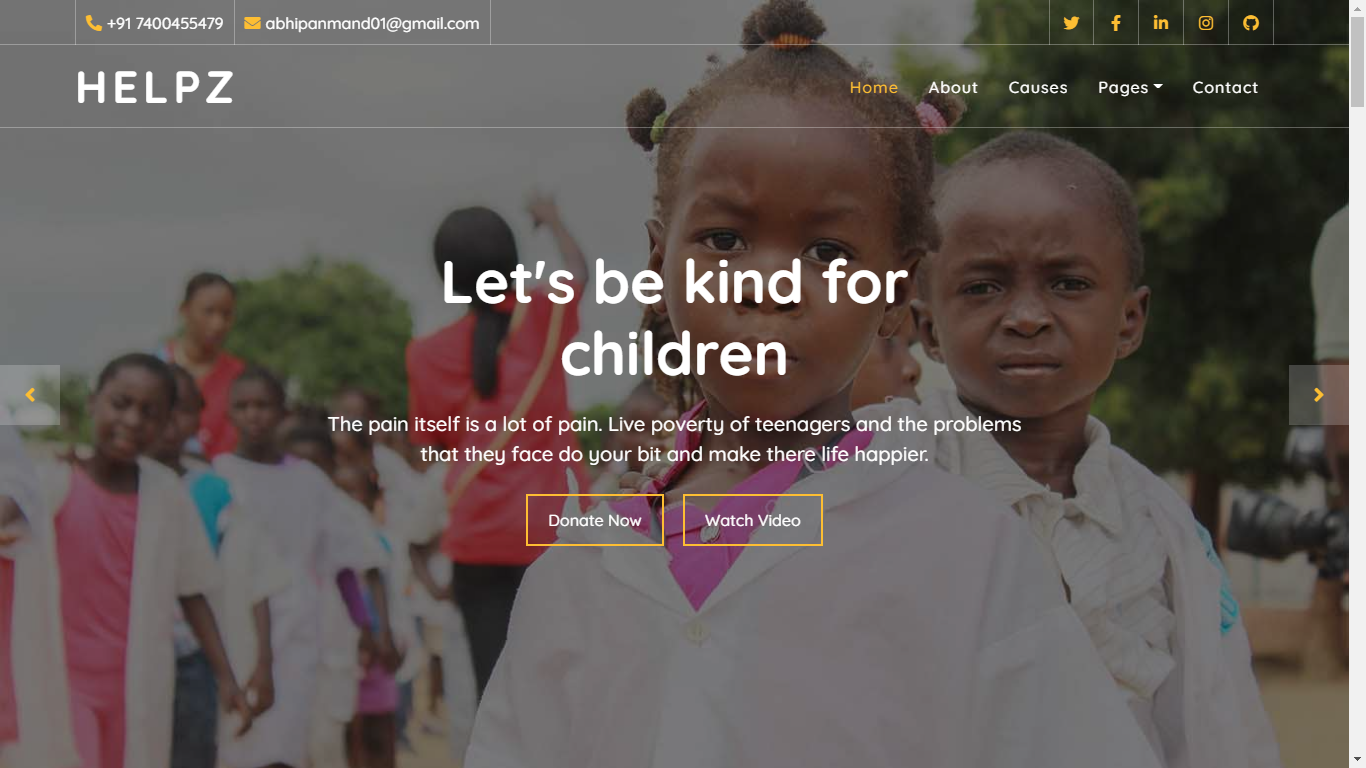 +91 7400455479 abhipanmand01@gmail.com
HELPZ Home About Causes Pages Contact
Let's be kind for
children
The pain itself is a lot of pain. Live poverty of teenagers and the problems
that they face do your bit and make there life happier.
Donate Now Watch Video